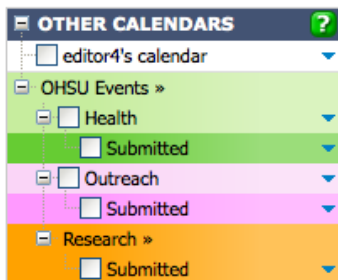 OTHER CALENDARS ?
editor4's calendar
OHSU Events »
Health
Submitted
Outreach
Submitted
Research »
Submitted